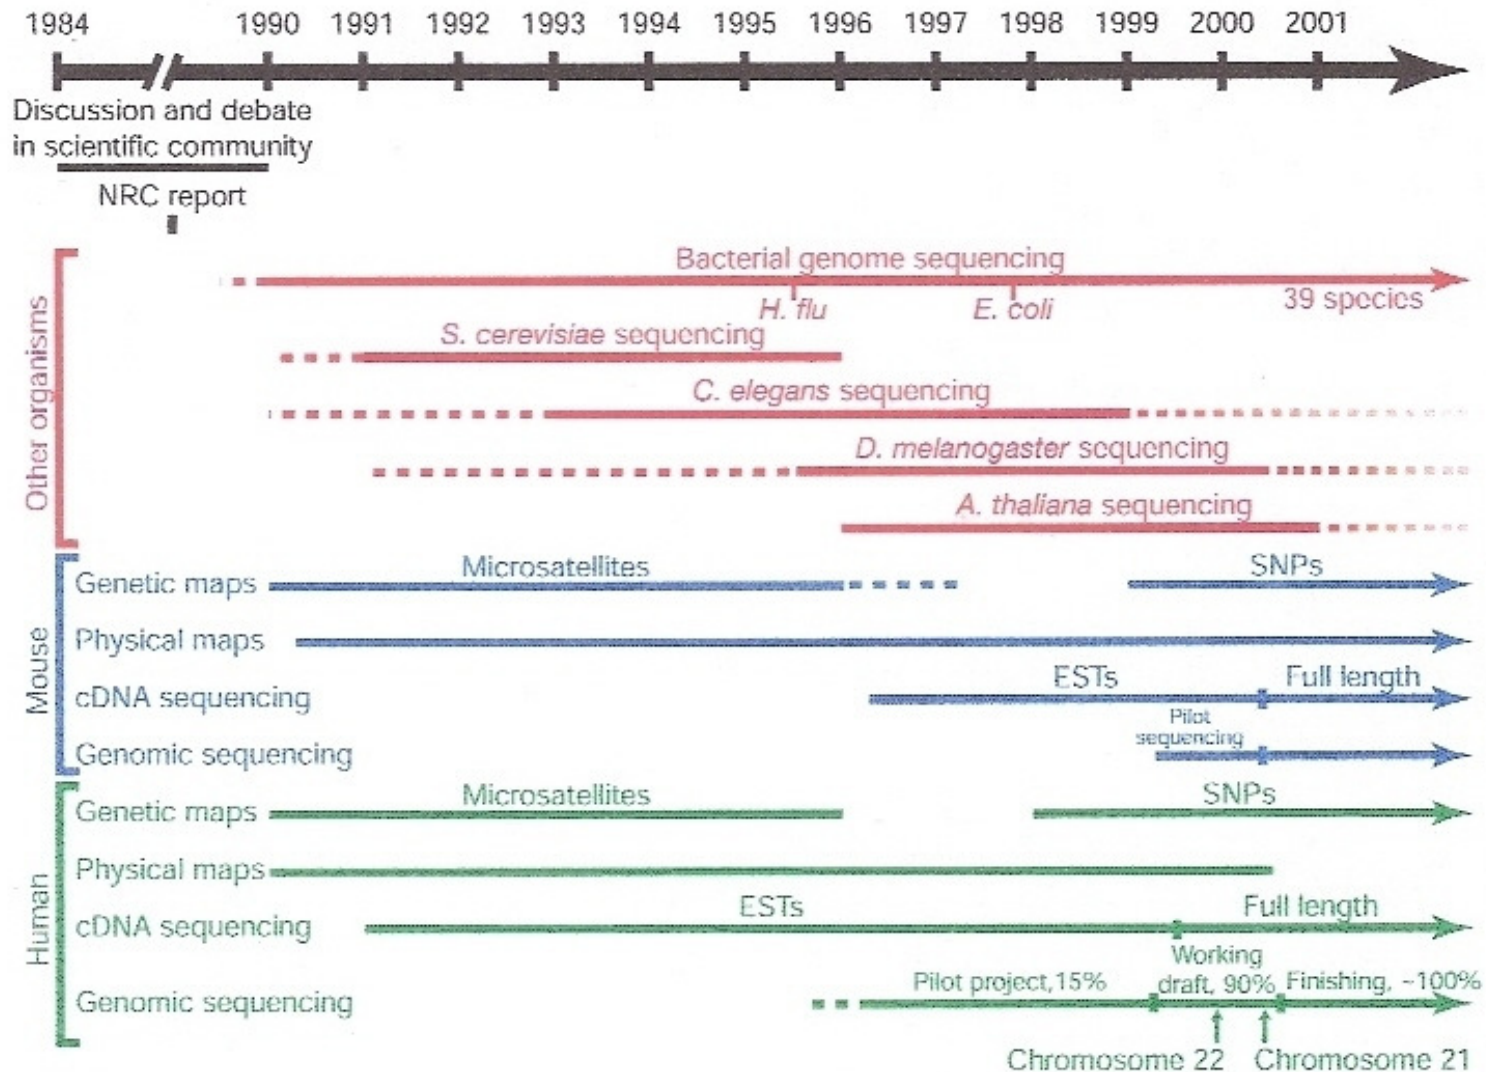 1984 1990 1991 1992 1993 1994 1995 1996 1997 1998 1999 2000 2001
Discussion and debate
in scientific community
NRC report
Other organisms
Bacterial genome sequencing
H. flu
E. coli
39 species
S. cerevisiae sequencing
C. elegans sequencing
D. melanogaster sequencing
A. thaliana sequencing
Mouse
Genetic maps
Microsatellites
SNPs
Physical maps
cDNA sequencing
ESTs
Full length
Genomic sequencing
Pilot
sequencing
Human
Genetic maps
Microsatellites
SNPs
Physical maps
cDNA sequencing
ESTs
Full length
Genomic sequencing
Pilot project, 15%
Working
draft, 90%
Finishing, ~100%
Chromosome 22
Chromosome 21